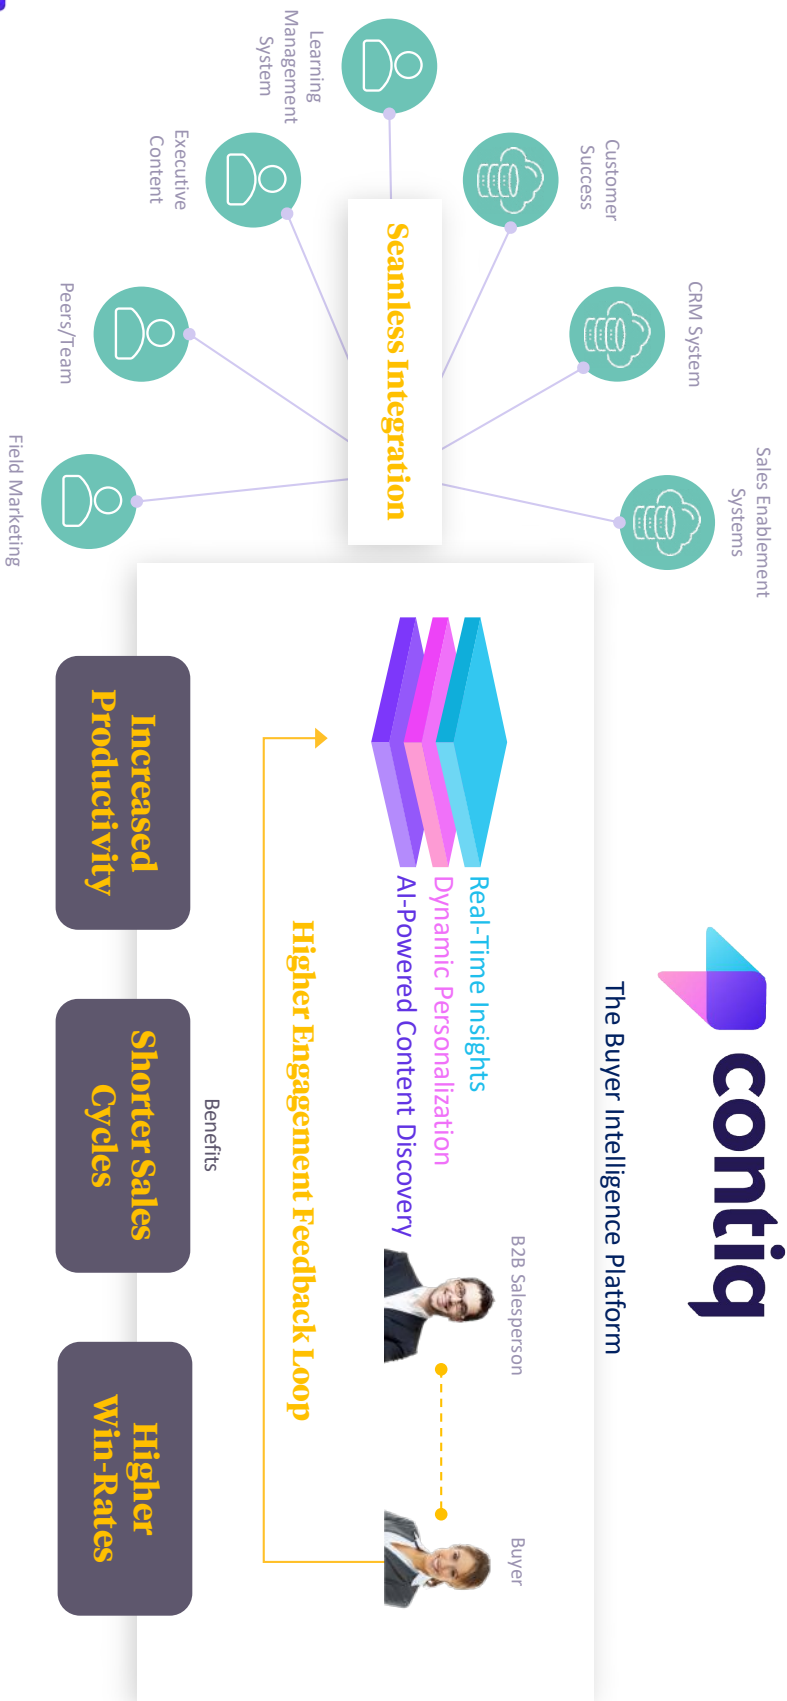 contiq
The Buyer Intelligence Platform
Sales Enablement
Systems
CRM System
Customer
Success
Learning
Management
System
Executive
Content
Peers/Team
Field Marketing
Seamless Integration
Real-Time Insights
Dynamic Personalization
AI-Powered Content Discovery
B2B Salesperson
Buyer
Higher Engagement Feedback Loop
Benefits
Increased
Productivity
Shorter Sales
Cycles
Higher
Win-Rates